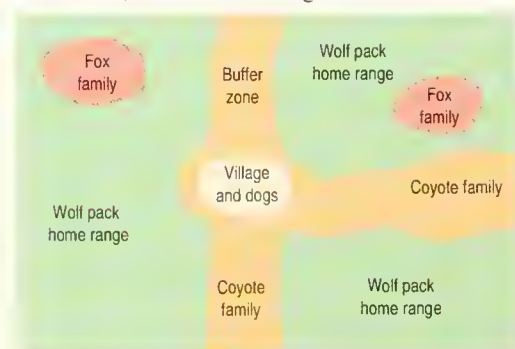 Fox
family
Buffer
zone
Wolf pack
home range
Fox
family
Village
and dogs
Coyote family
Wolf pack
home range
Coyote
family
Wolf pack
home range